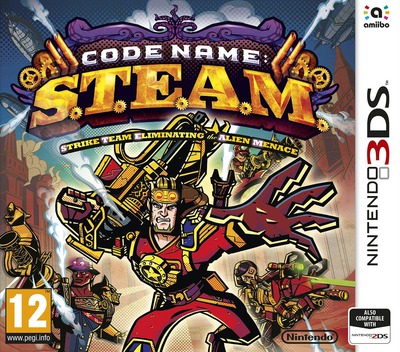 amiibo
CODE NAME:
S.T.E.A.M.
STRIKE TEAM ELIMINATING the ALIEN MENACE
NINTENDO 3DS
12
www.pegi.info
Nintendo
ALSO
COMPATIBLE
WITH
NINTENDO 2DS